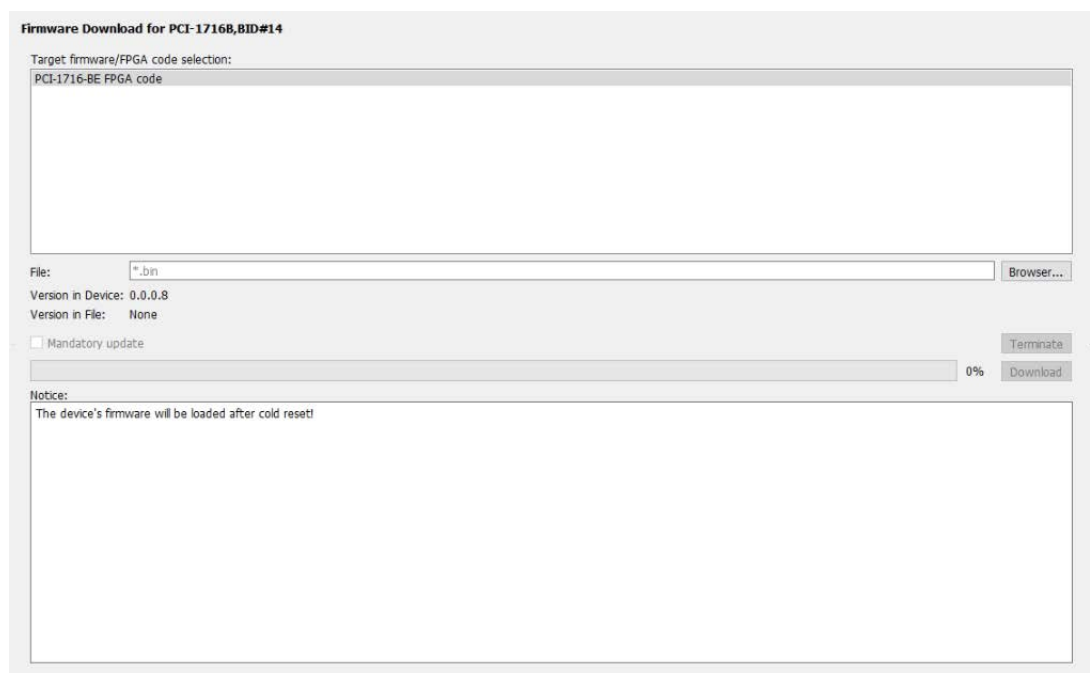 Firmware Download for PCI-1716B,BID#14
Target firmware/FPGA code selection:
PCI-1716-BE FPGA code
File: *.bin Browser...
Version in Device: 0.0.0.8
Version in File: None
Mandatory update Terminate
0% Download
Notice:
The device's firmware will be loaded after cold reset!